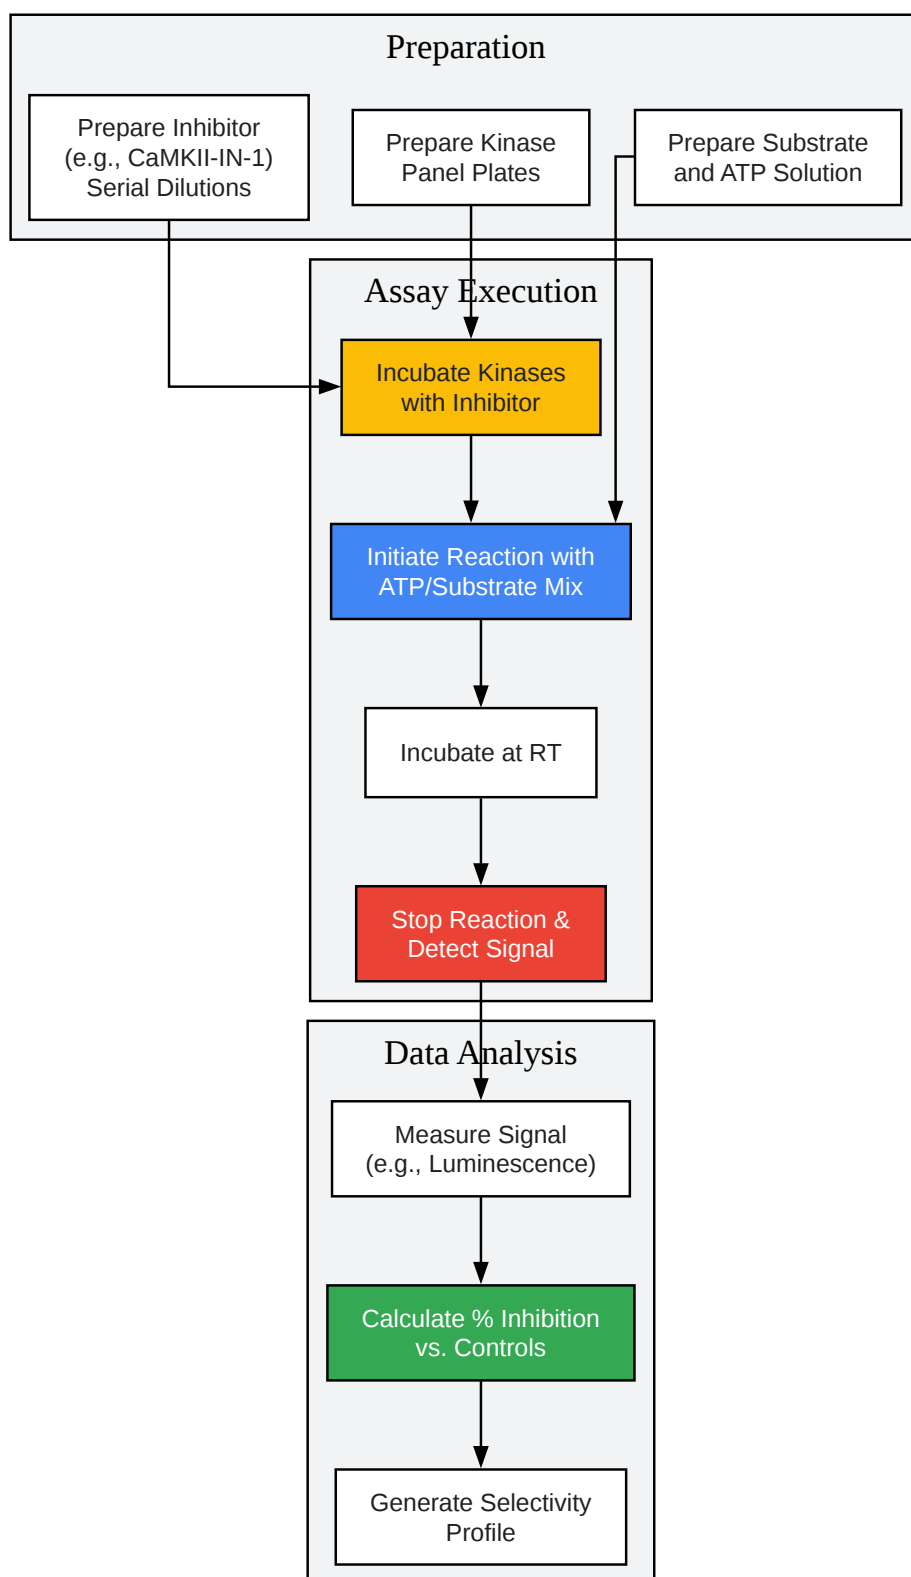 Preparation
Prepare Inhibitor
(e.g., CaMKII-IN-1)
Serial Dilutions
Prepare Kinase
Panel Plates
Prepare Substrate
and ATP Solution
Assay Execution
Incubate Kinases
with Inhibitor
Initiate Reaction with
ATP/Substrate Mix
Incubate at RT
Stop Reaction &
Detect Signal
Data Analysis
Measure Signal
(e.g., Luminescence)
Calculate % Inhibition
vs. Controls
Generate Selectivity
Profile